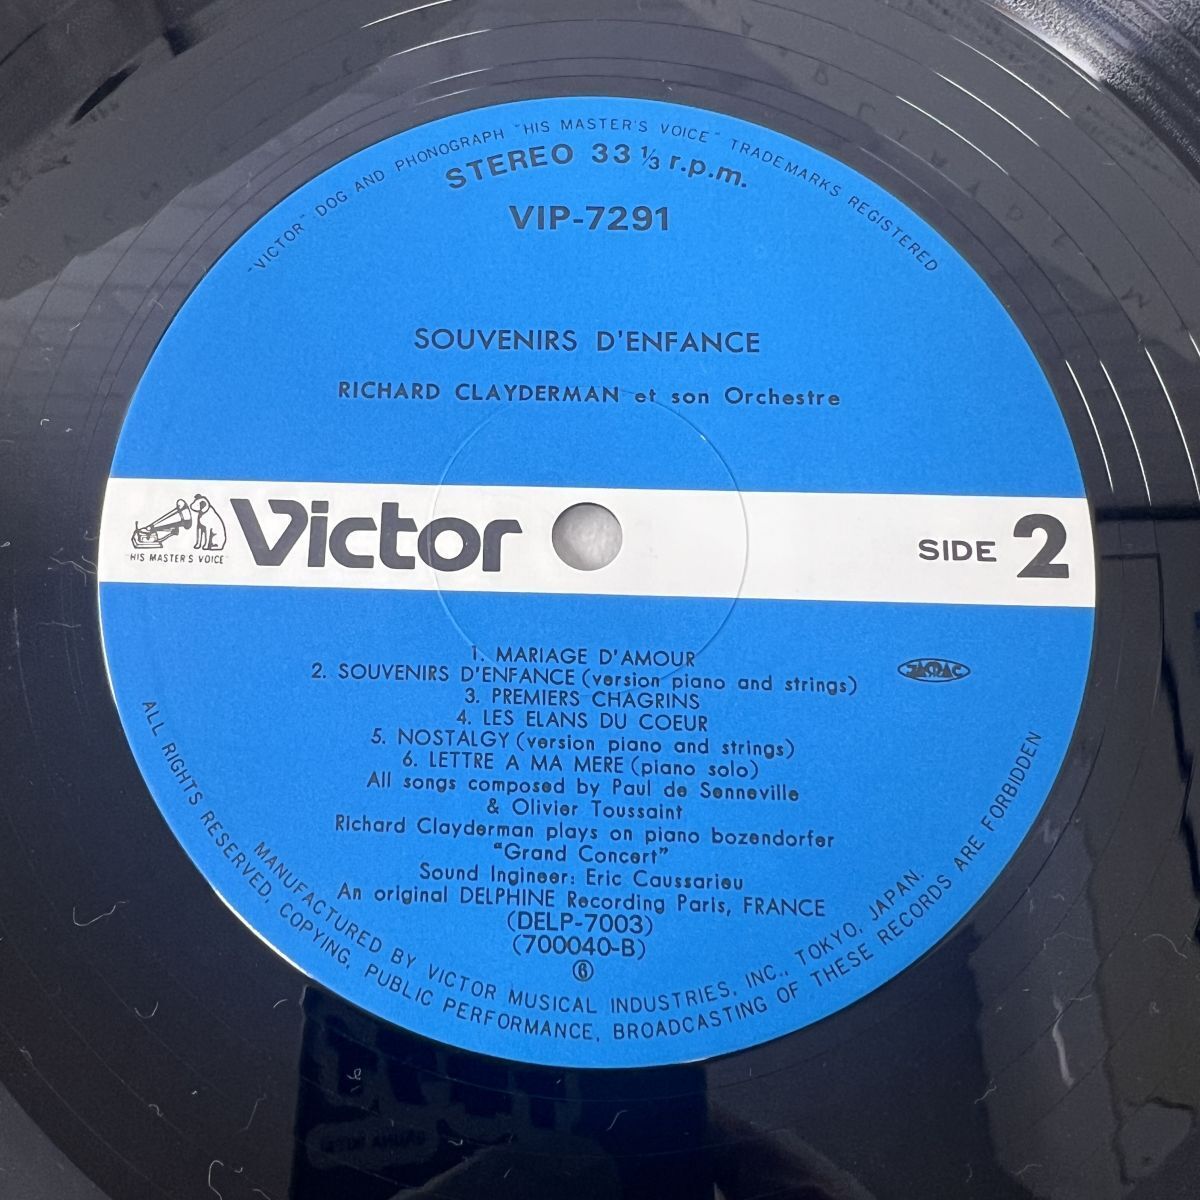 "VICTOR" DOG AND PHONOGRAPH "HIS MASTER'S VOICE" TRADEMARKS REGISTERED
STEREO 33 1/3 r.p.m.
VIP-7291
SOUVENIRS D'ENFANCE
RICHARD CLAYDERMAN et son Orchestre
"HIS MASTER'S VOICE"
Victor
SIDE 2
1. MARIAGE D'AMOUR
2. SOUVENIRS D'ENFANCE (version piano and strings)
3. PREMIERS CHAGRINS
4. LES ELANS DU COEUR
5. NOSTALGY (version piano and strings)
6. LETTRE A MA MERE (piano solo)
All songs composed by Paul de Senneville
& Olivier Toussaint
Richard Clayderman plays on piano bozendorfer
"Grand Concert"
Sound Ingineer: Eric Caussarieu
An original DELPHINE Recording Paris, FRANCE
(DELP-7003)
(700040-B)
⑥
MANUFACTURED BY VICTOR MUSICAL INDUSTRIES, INC., TOKYO, JAPAN.
ALL RIGHTS RESERVED, COPYING, PUBLIC PERFORMANCE, BROADCASTING OF THESE RECORDS ARE FORBIDDEN